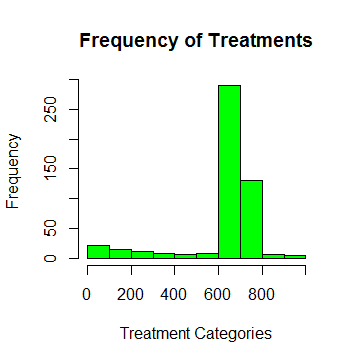 Frequency of Treatments
Frequency
250
150
50
0
0 200 400 600 800
Treatment Categories